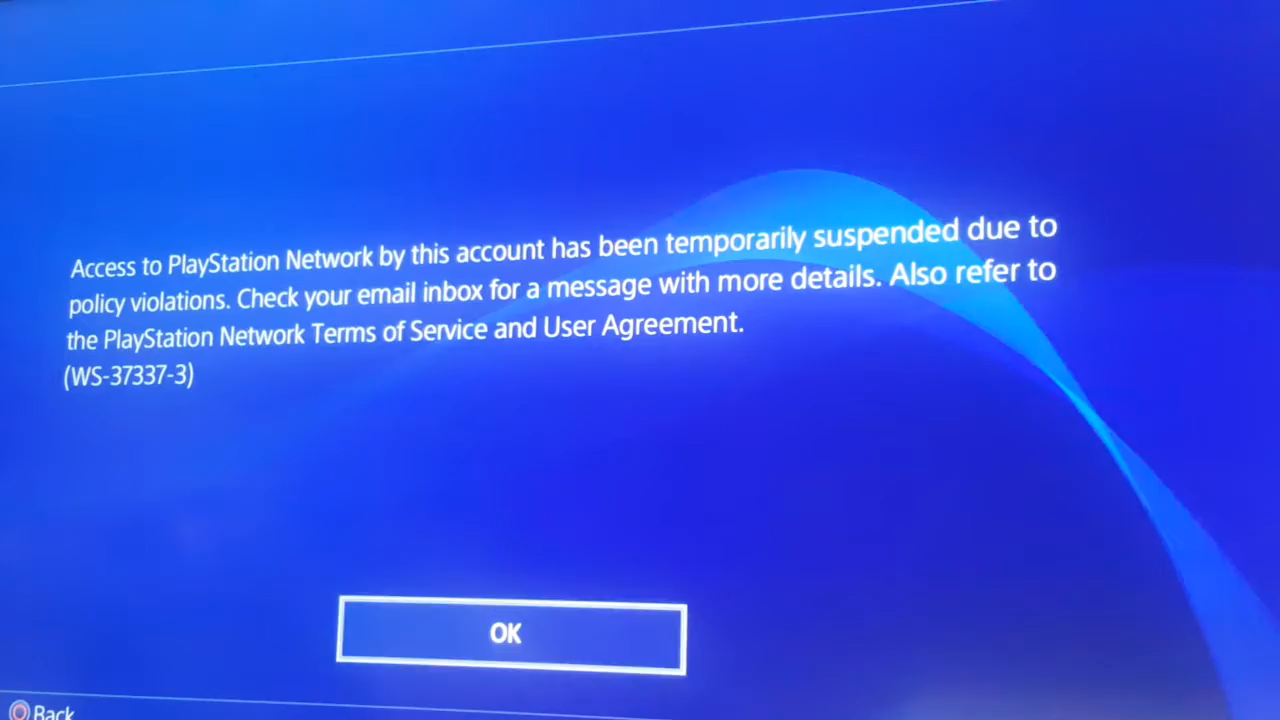 Access to PlayStation Network by this account has been temporarily suspended due to
policy violations. Check your email inbox for a message with more details. Also refer to
the PlayStation Network Terms of Service and User Agreement.
(WS-37337-3)
OK
Back